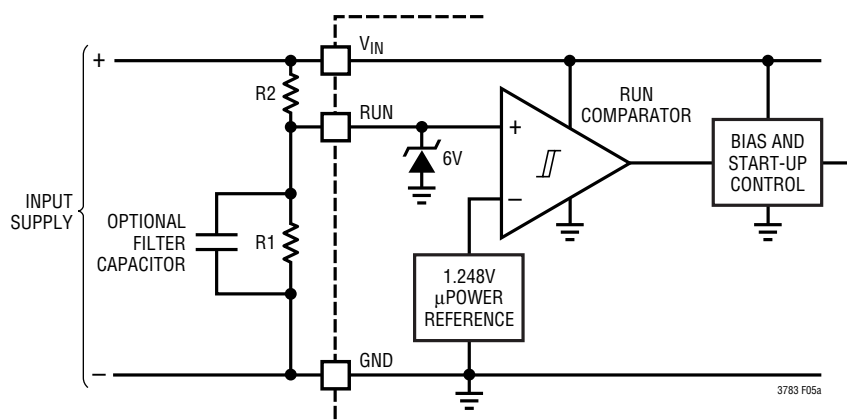 +
V_IN
R2
RUN
RUN
COMPARATOR
+
6V
−
BIAS AND
START-UP
CONTROL
INPUT
SUPPLY
OPTIONAL
FILTER
CAPACITOR
R1
1.248V
µPOWER
REFERENCE
−
GND
3783 F05a